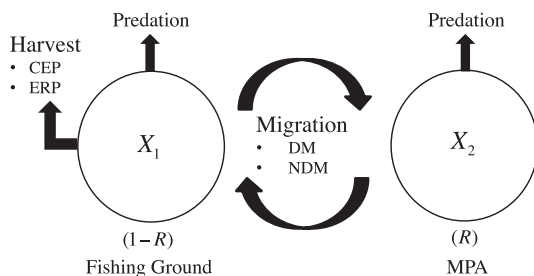 Predation
Predation
Harvest
• CEP
• ERP
X1
Migration
• DM
• NDM
X2
(1−R)
Fishing Ground
(R)
MPA